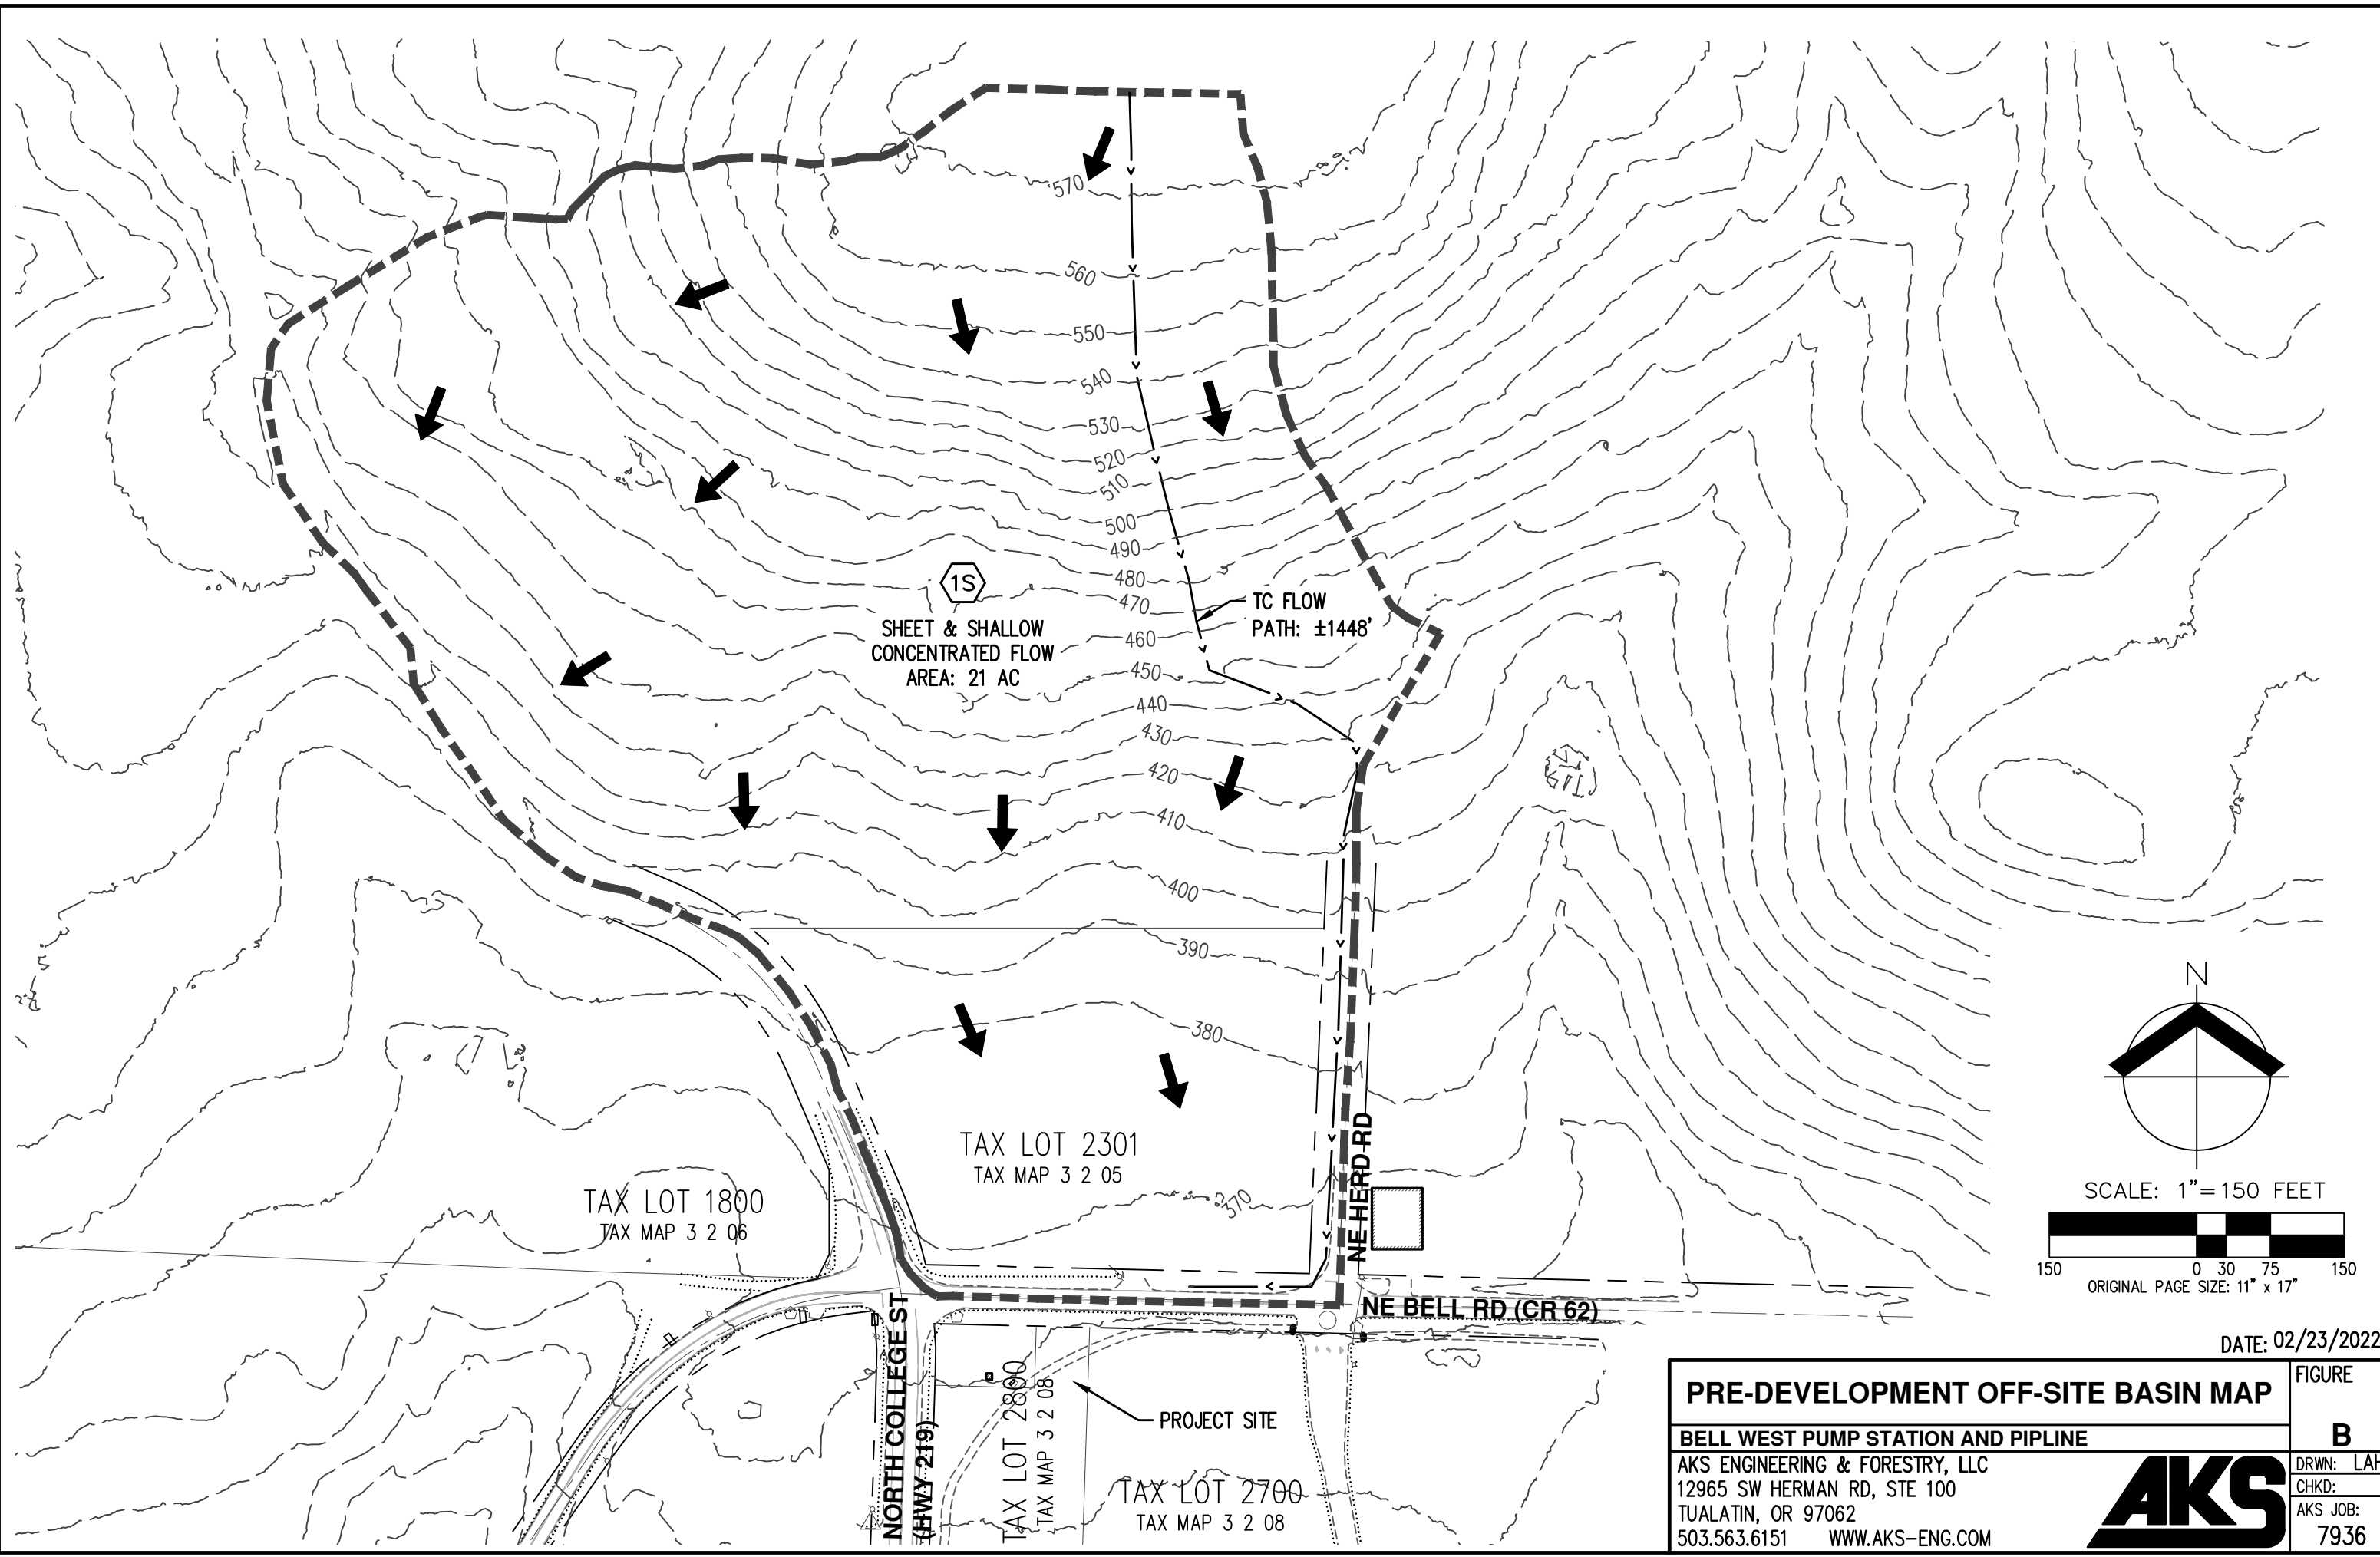 570
560
550
540
530
520
510
500
490
480
470
460
450
440
430
420
410
400
390
380
370
1S
SHEET & SHALLOW
CONCENTRATED FLOW
AREA: 21 AC
TC FLOW
PATH: ±1448'
TAX LOT 2301
TAX MAP 3 2 05
TAX LOT 1800
TAX MAP 3 2 06
NE HERD RD
NE BELL RD (CR 62)
NORTH COLLEGE ST
(HWY 219)
TAX LOT 2800
TAX MAP 3 2 08
PROJECT SITE
TAX LOT 2700
TAX MAP 3 2 08
N
SCALE: 1"=150 FEET
150 0 30 75 150
ORIGINAL PAGE SIZE: 11" x 17"
DATE: 02/23/2022
PRE-DEVELOPMENT OFF-SITE BASIN MAP
FIGURE
B
BELL WEST PUMP STATION AND PIPLINE
AKS ENGINEERING & FORESTRY, LLC
12965 SW HERMAN RD, STE 100
TUALATIN, OR 97062
503.563.6151 WWW.AKS-ENG.COM
AKS
DRWN: LAH
CHKD:
AKS JOB:
7936